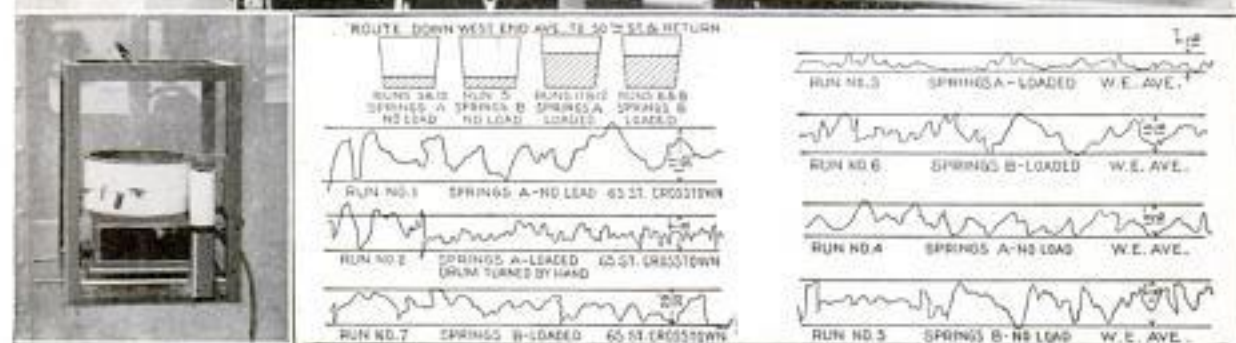 ROUTE DOWN WEST END AVE. TO 50TH ST. & RETURN
SPRINGS A
NO LOAD
RUN 5
SPRINGS B
NO LOAD
SPRINGS A
LOADED
SPRINGS B
LOADED
RUN NO.1 SPRINGS A-NO LOAD 65 ST. CROSSTOWN
RUN NO.2 SPRINGS A-LOADED 65 ST. CROSSTOWN
DRUM TURNED BY HAND
RUN NO.7 SPRINGS B-LOADED 65 ST. CROSSTOWN
RUN NO.3 SPRINGS A-LOADED W.E. AVE.
RUN NO.6 SPRINGS B-LOADED W.E. AVE.
RUN NO.4 SPRINGS A-NO LOAD W.E. AVE.
RUN NO.5 SPRINGS B-NO LOAD W.E. AVE.